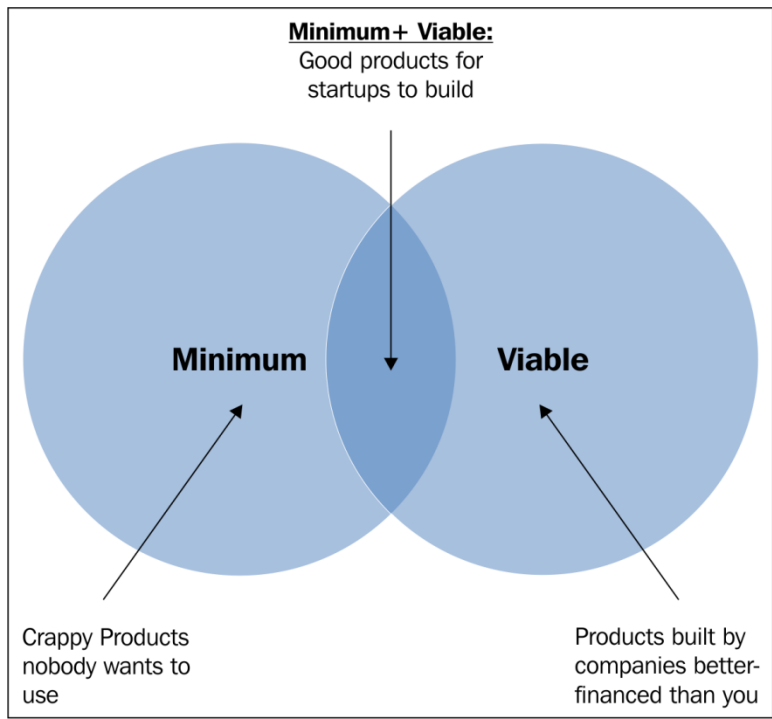 Minimum+ Viable:
Good products for
startups to build
Minimum
Viable
Crappy Products
nobody wants to
use
Products built by
companies better-
financed than you